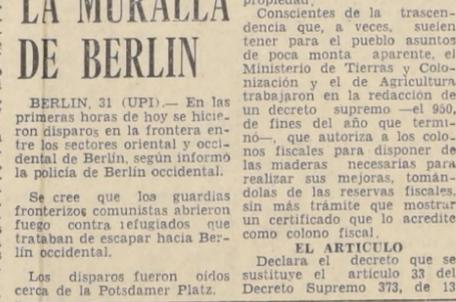 LA MURALLA
DE BERLIN
BERLIN, 31 (UPI).— En las
primeras horas de hoy se hicie-
ron disparos en la frontera en-
tre los sectores oriental y occi-
dental de Berlín, según informó
la policía de Berlín occidental.
Se cree que los guardias
fronterizos comunistas abrieron
fuego contra refugiados que
trataban de escapar hacia Ber-
lín occidental.
Los disparos fueron oídos
cerca de la Potsdamer Platz.
propiedad.
Conscientes de la trascen-
dencia que, a veces, suelen
tener para el pueblo asuntos
de poca monta aparente, el
Ministerio de Tierras y Colo-
nización y el de Agricultura
trabajaron en la redacción de
un decreto supremo —el 950,
de fines del año que termi-
nó—, que autoriza a los colo-
nos fiscales para disponer de
las maderas necesarias para
realizar sus mejoras, tomán-
dolas de las reservas fiscales,
sin más trámite que mostrar
un certificado que lo acredite
como colono fiscal.
EL ARTICULO
Declara el decreto que se
sustituye el artículo 33 del
Decreto Supremo 373, de 13